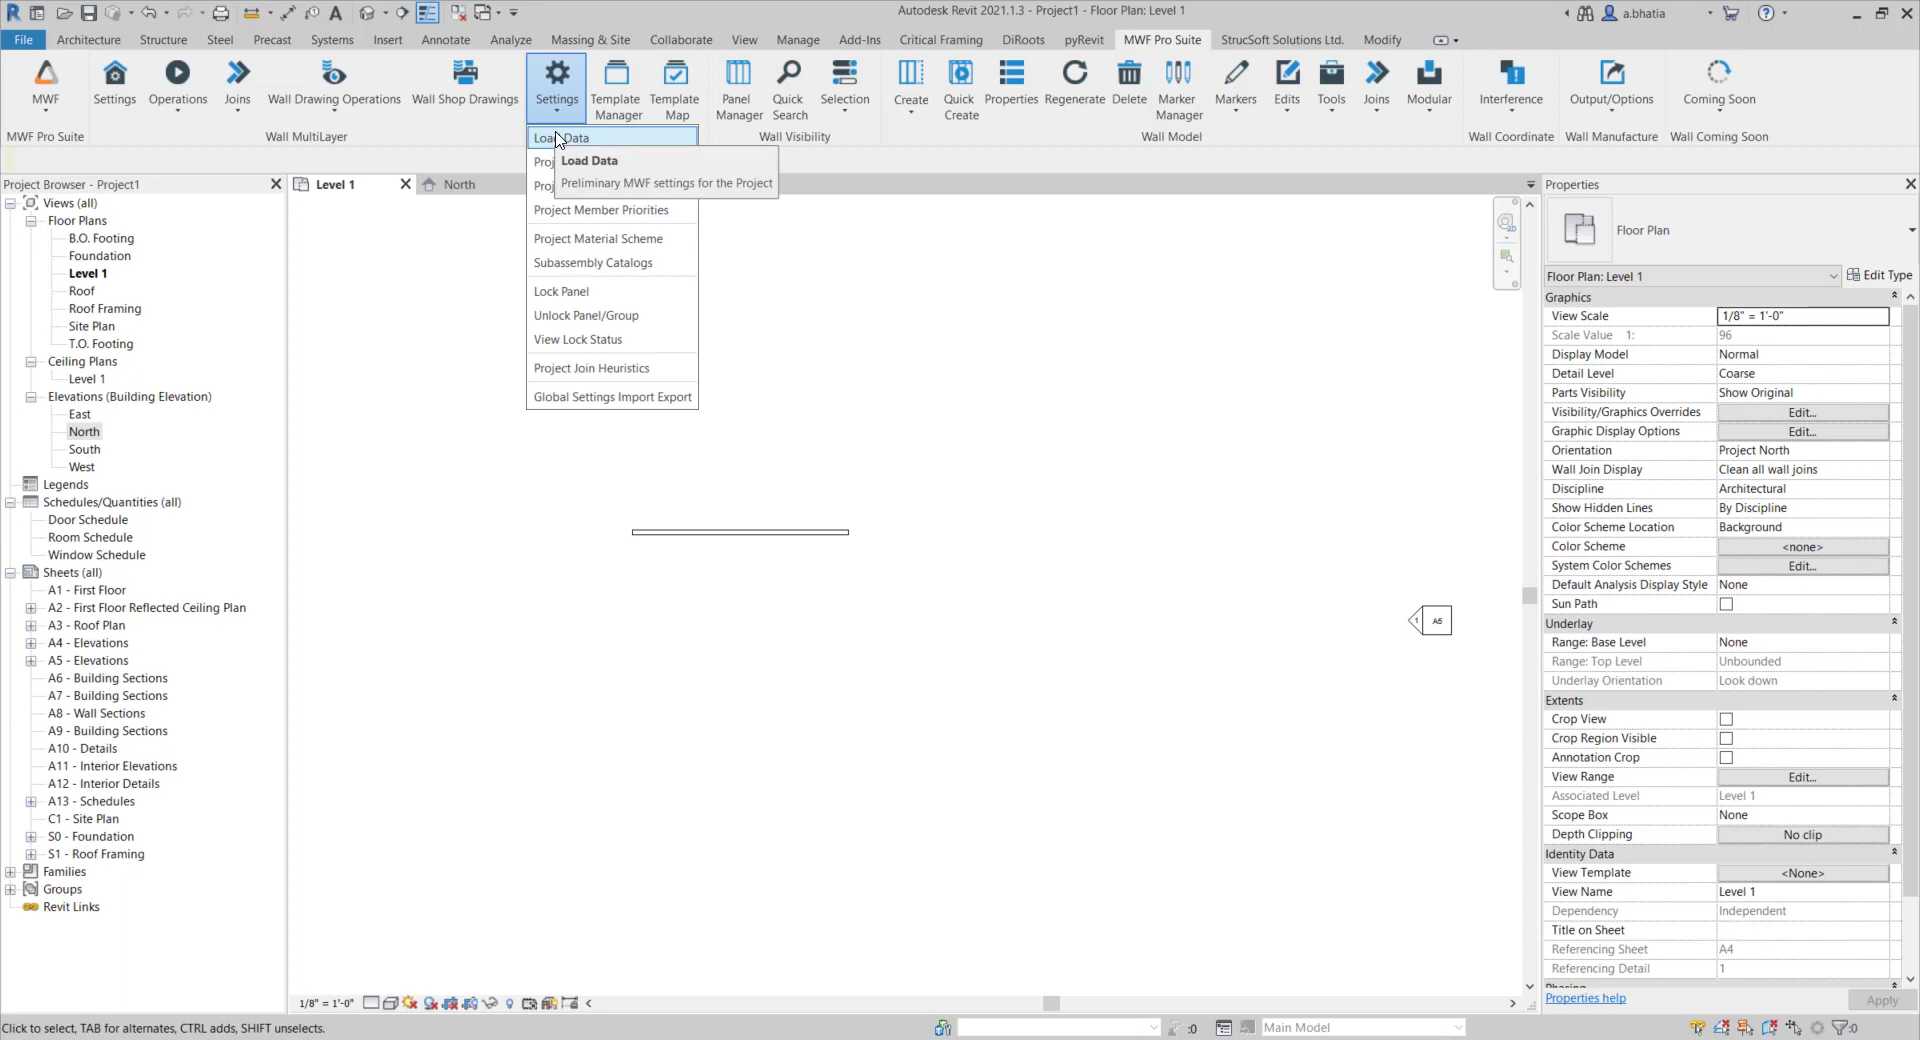 Autodesk Revit 2021.1.3 - Project1 - Floor Plan: Level 1
a.bhatia
File Architecture Structure Steel Precast Systems Insert Annotate Analyze Massing & Site Collaborate View Manage Add-Ins Critical Framing DiRoots pyRevit MWF Pro Suite StrucSoft Solutions Ltd. Modify
MWF Settings Operations Joins Wall Drawing Operations Wall Shop Drawings Settings Template Manager Template Map Panel Manager Quick Search Selection Create Quick Create Properties Regenerate Delete Marker Manager Markers Edits Tools Joins Modular Interference Output/Options Coming Soon
MWF Pro Suite Wall MultiLayer Wall Visibility Wall Model Wall Coordinate Wall Manufacture Wall Coming Soon
Load Data
Proj
Proj
Load Data
Preliminary MWF settings for the Project
Project Member Priorities
Project Material Scheme
Subassembly Catalogs
Lock Panel
Unlock Panel/Group
View Lock Status
Project Join Heuristics
Global Settings Import Export
Project Browser - Project1
Views (all)
Floor Plans
B.O. Footing
Foundation
Level 1
Roof
Roof Framing
Site Plan
T.O. Footing
Ceiling Plans
Level 1
Elevations (Building Elevation)
East
North
South
West
Legends
Schedules/Quantities (all)
Door Schedule
Room Schedule
Window Schedule
Sheets (all)
A1 - First Floor
A2 - First Floor Reflected Ceiling Plan
A3 - Roof Plan
A4 - Elevations
A5 - Elevations
A6 - Building Sections
A7 - Building Sections
A8 - Wall Sections
A9 - Building Sections
A10 - Details
A11 - Interior Elevations
A12 - Interior Details
A13 - Schedules
C1 - Site Plan
S0 - Foundation
S1 - Roof Framing
Families
Groups
Revit Links
Level 1
North
2D
1 A5
Properties
Floor Plan
Floor Plan: Level 1 Edit Type
Graphics
View Scale 1/8" = 1'-0"
Scale Value 1: 96
Display Model Normal
Detail Level Coarse
Parts Visibility Show Original
Visibility/Graphics Overrides Edit...
Graphic Display Options Edit...
Orientation Project North
Wall Join Display Clean all wall joins
Discipline Architectural
Show Hidden Lines By Discipline
Color Scheme Location Background
Color Scheme <none>
System Color Schemes Edit...
Default Analysis Display Style None
Sun Path
Underlay
Range: Base Level None
Range: Top Level Unbounded
Underlay Orientation Look down
Extents
Crop View
Crop Region Visible
Annotation Crop
View Range Edit...
Associated Level Level 1
Scope Box None
Depth Clipping No clip
Identity Data
View Template <None>
View Name Level 1
Dependency Independent
Title on Sheet
Referencing Sheet A4
Referencing Detail 1
Properties help Apply
1/8" = 1'-0"
Click to select, TAB for alternates, CTRL adds, SHIFT unselects.
:0
Main Model
:0